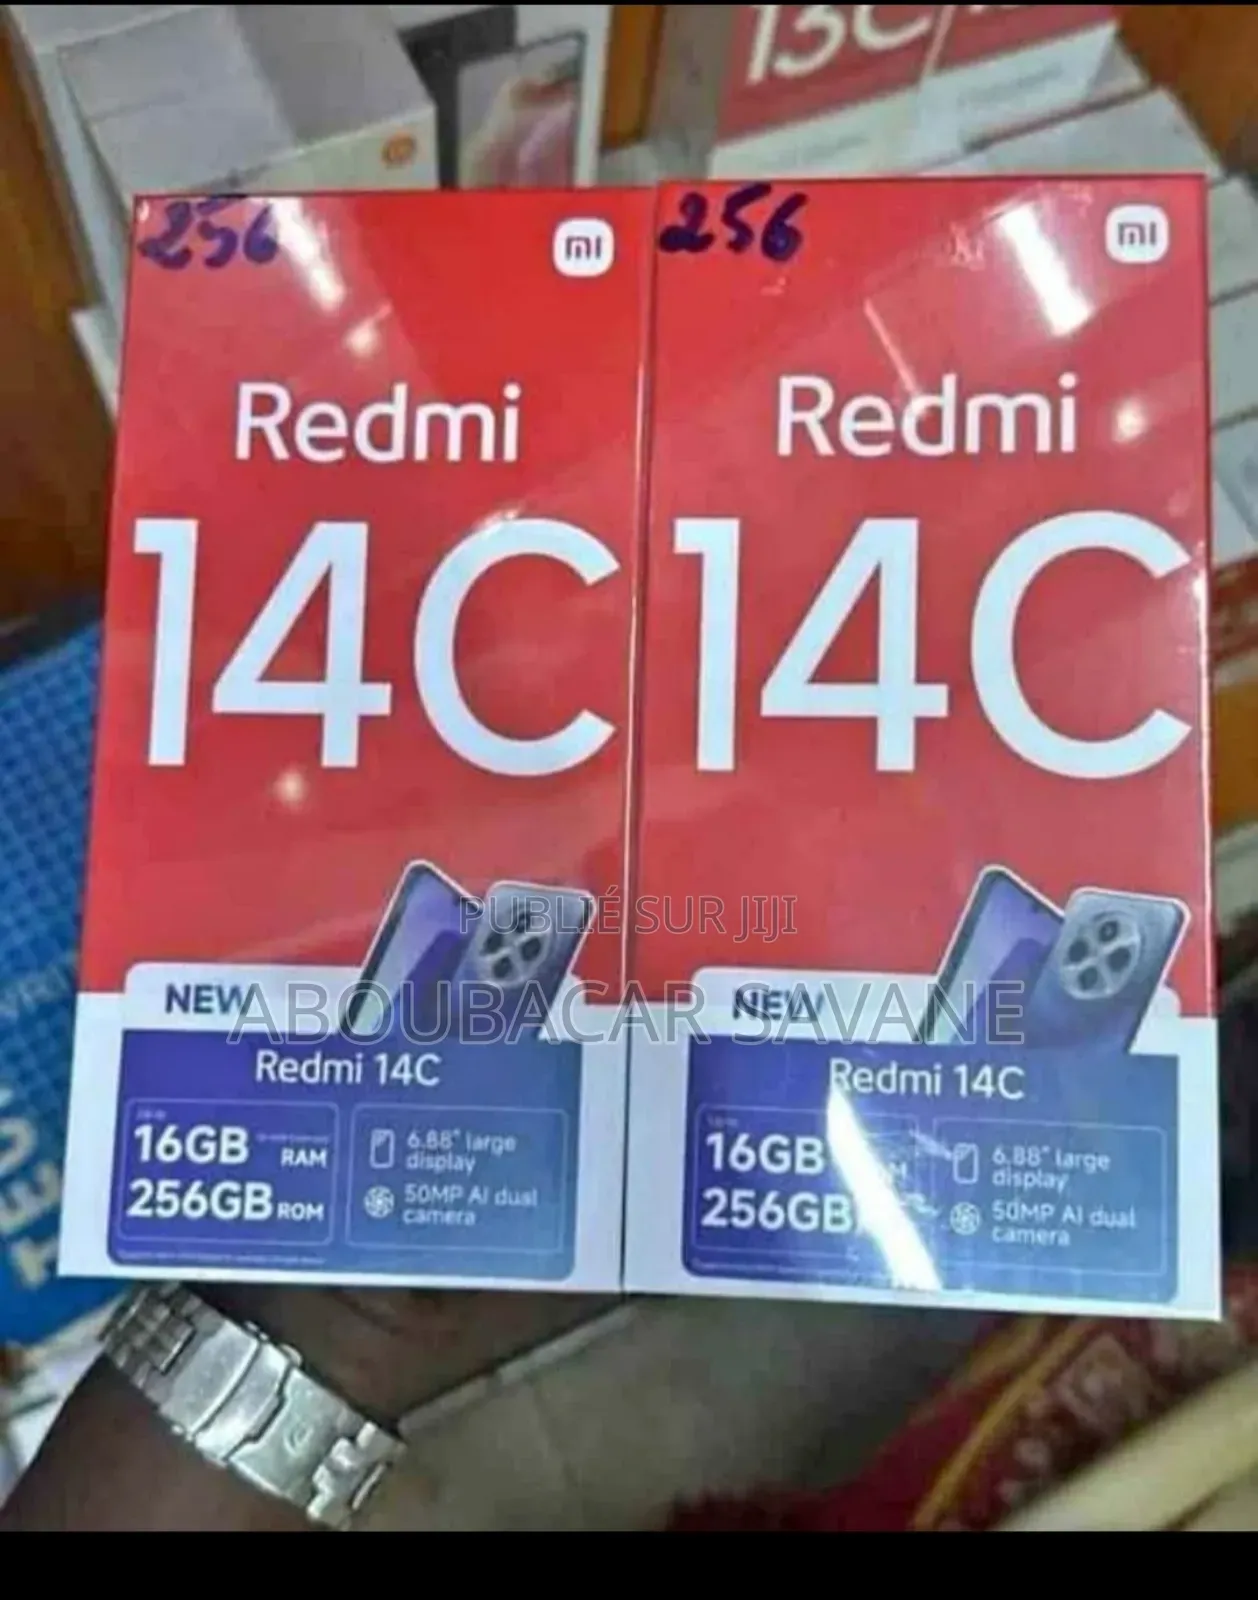 13C
256
mi
Redmi
14C
NEW
Redmi 14C
16GB RAM
256GB ROM
6.88" large
display
50MP AI dual
camera
256
mi
Redmi
14C
NEW
Redmi 14C
16GB
256GB
6.88" large
display
50MP AI dual
camera
PUBLIÉ SUR JIJI
ABOUBACAR SAVANE